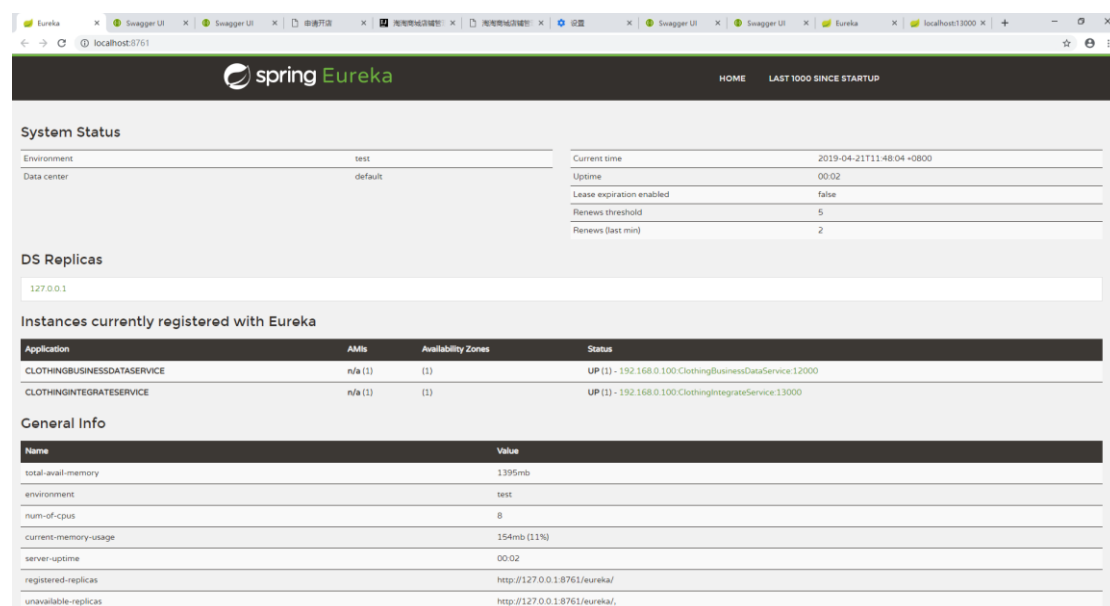 Eureka Swagger UI Swagger UI 申请开店 淘淘商城店铺管 淘淘商城店铺管 设置 Swagger UI Swagger UI Eureka localhost:13000
localhost:8761
spring Eureka HOME LAST 1000 SINCE STARTUP
System Status
Environment test Current time 2019-04-21T11:48:04 +0800
Data center default Uptime 00:02
Lease expiration enabled false
Renews threshold 5
Renews (last min) 2
DS Replicas
127.0.0.1
Instances currently registered with Eureka
Application AMIs Availability Zones Status
CLOTHINGBUSINESSDATASERVICE n/a (1) (1) UP (1) - 192.168.0.100:ClothingBusinessDataService:12000
CLOTHINGINTEGRATESERVICE n/a (1) (1) UP (1) - 192.168.0.100:ClothingIntegrateService:13000
General Info
Name Value
total-avail-memory 1395mb
environment test
num-of-cpus 8
current-memory-usage 154mb (11%)
server-uptime 00:02
registered-replicas http://127.0.0.1:8761/eureka/
unavailable-replicas http://127.0.0.1:8761/eureka/,